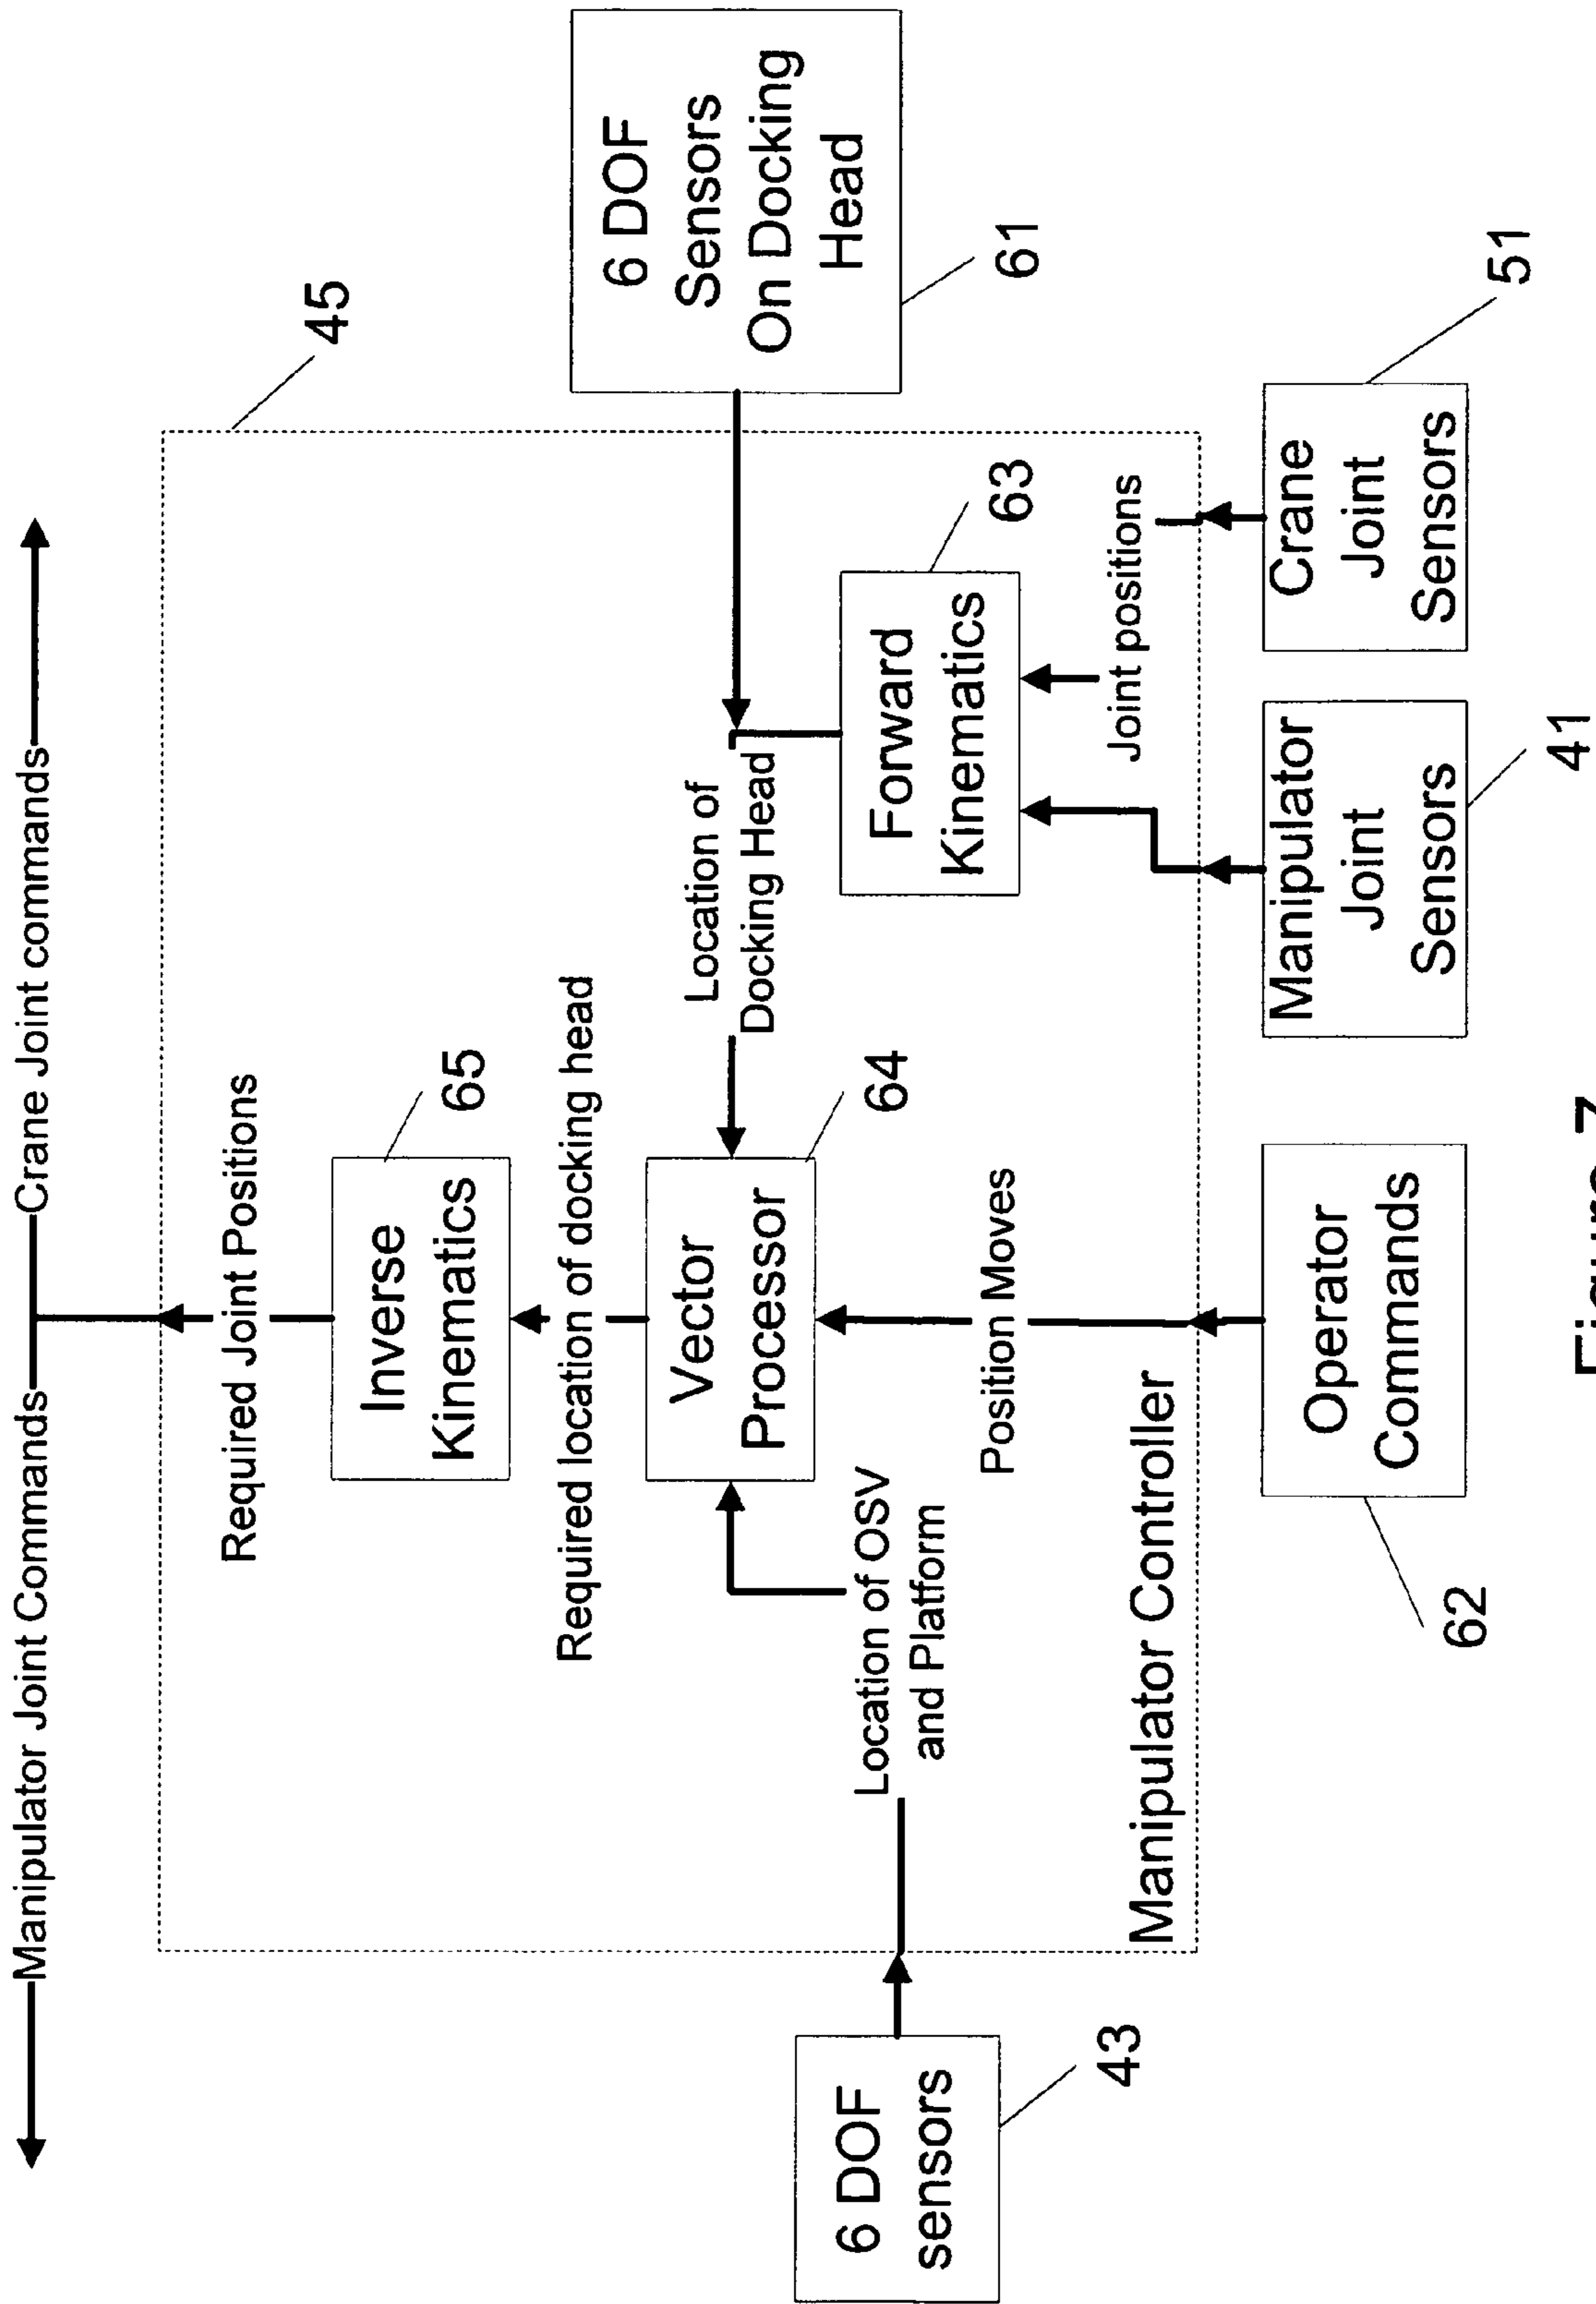 Manipulator Joint Commands
Crane Joint commands
45
Required Joint Positions
Inverse
Kinematics
65
Required location of docking head
6 DOF
Sensors
On Docking
Head
61
Location of
Docking Head
Vector
Processor
64
6 DOF
sensors
43
Location of OSV
and Platform
Forward
Kinematics
63
Position Moves
Joint positions
Manipulator Controller
Operator
Commands
62
Manipulator
Joint
Sensors
41
Crane
Joint
Sensors
51
Figure 7